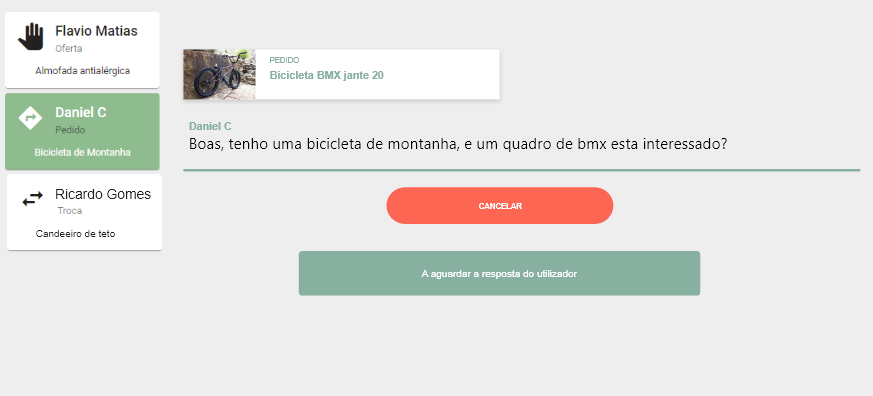 Flavio Matias
Oferta
Almofada antialérgica
Daniel C
Pedido
Bicicleta de Montanha
Ricardo Gomes
Troca
Candeeiro de teto
PEDIDO
Bicicleta BMX jante 20
Daniel C
Boas, tenho uma bicicleta de montanha, e um quadro de bmx esta interessado?
CANCELAR
A aguardar a resposta do utilizador